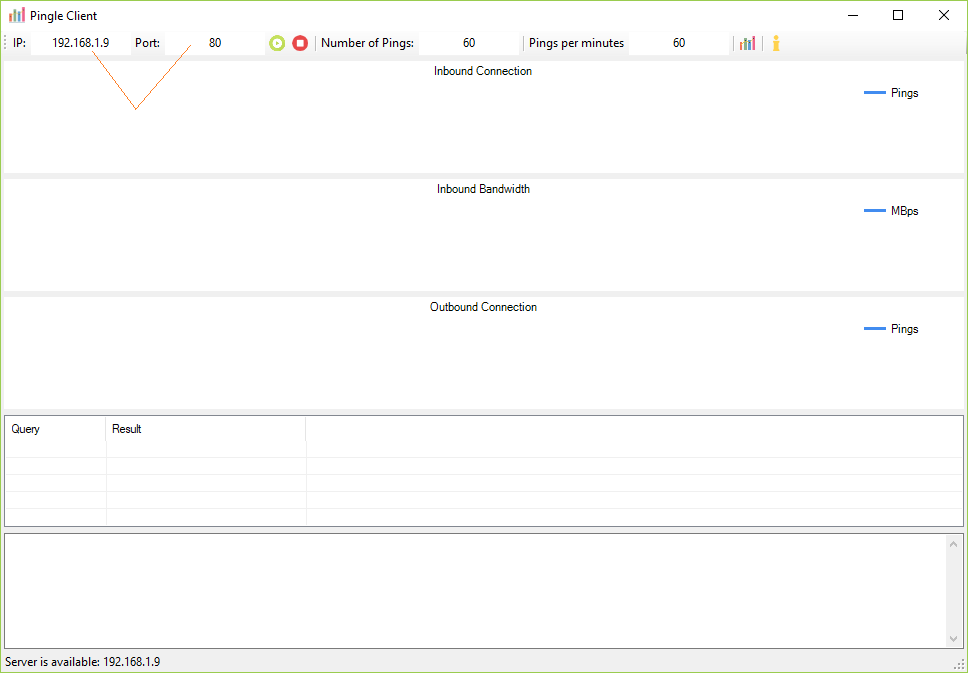 Pingle Client
IP: 192.168.1.9 Port: 80 Number of Pings: 60 Pings per minutes 60
Inbound Connection
Pings
Inbound Bandwidth
MBps
Outbound Connection
Pings
Query Result
Server is available: 192.168.1.9